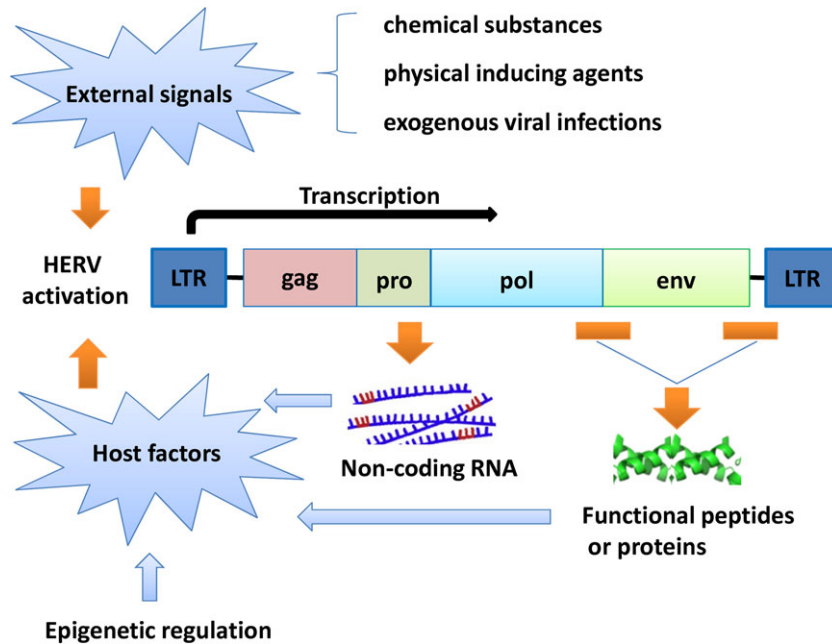 chemical substances
External signals
physical inducing agents
exogenous viral infections
Transcription
HERV
activation
LTR
gag
pro
pol
env
LTR
Host factors
Non-coding RNA
Functional peptides
or proteins
Epigenetic regulation